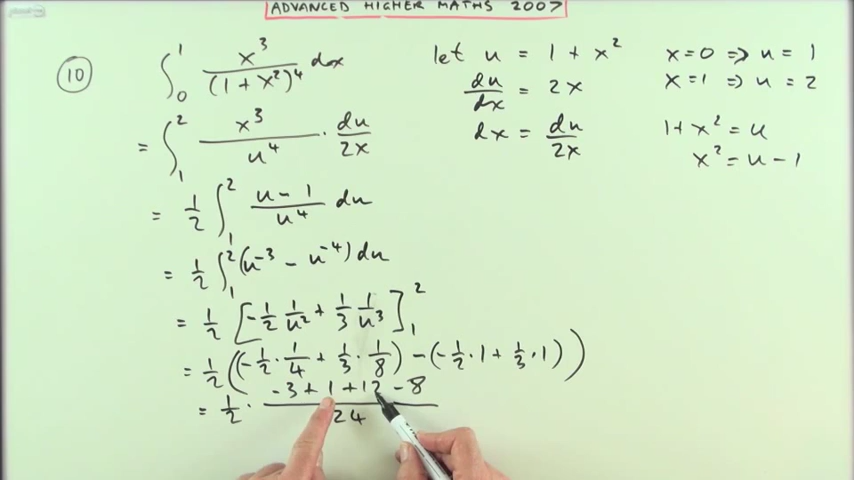 ADVANCED HIGHER MATHS 2007
10 ∫₀¹ x³/(1+x²)⁴ dx
= ∫₁² x³/u⁴ · du/2x
= 1/2 ∫₁² (u-1)/u⁴ du
= 1/2 ∫₁² (u⁻³ - u⁻⁴) du
= 1/2 [-1/2 1/u² + 1/3 1/u³]₁²
= 1/2 ((-1/2 · 1/4 + 1/3 · 1/8) - (-1/2 · 1 + 1/3 · 1))
= 1/2 · (-3 + 1 + 12 - 8)/24
let u = 1 + x²
du/dx = 2x
dx = du/2x
x=0 ⇒ u = 1
x=1 ⇒ u = 2
1+x² = u
x² = u - 1